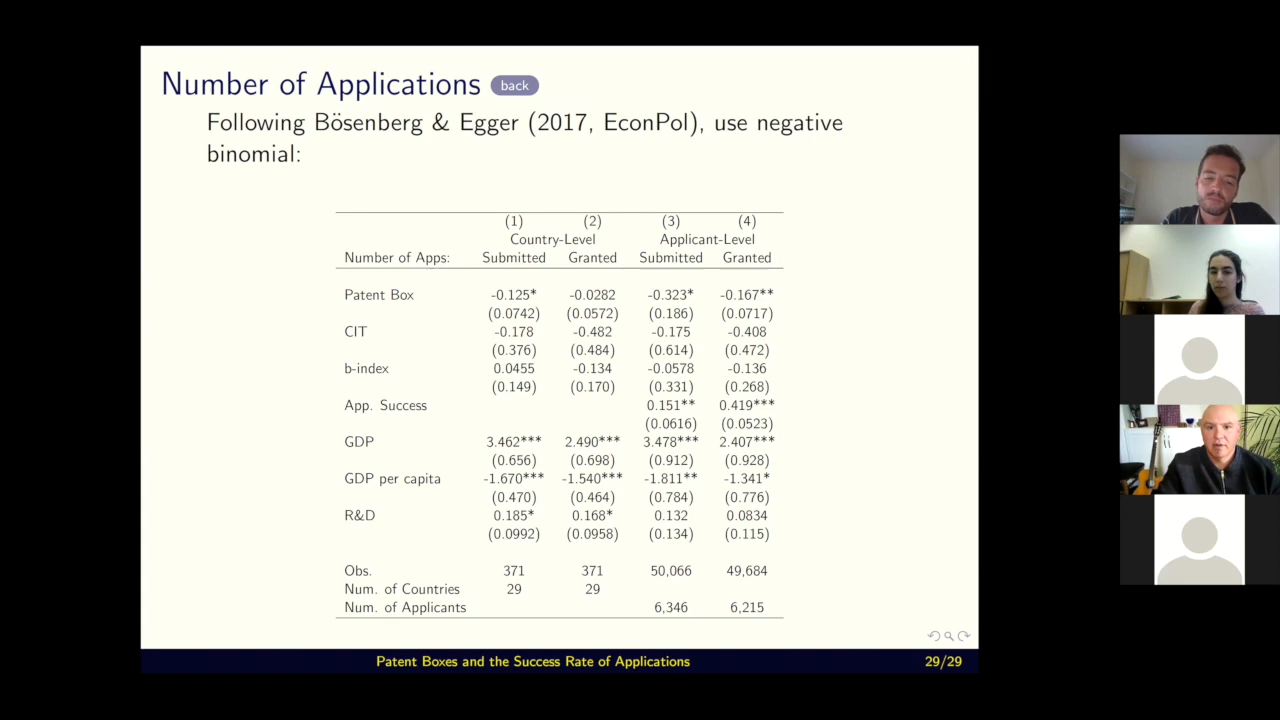 Number of Applications back
Following Bösenberg & Egger (2017, EconPol), use negative
binomial:
(1) (2) (3) (4)
Country-Level Applicant-Level
Number of Apps: Submitted Granted Submitted Granted
Patent Box -0.125* -0.0282 -0.323* -0.167**
(0.0742) (0.0572) (0.186) (0.0717)
CIT -0.178 -0.482 -0.175 -0.408
(0.376) (0.484) (0.614) (0.472)
b-index 0.0455 -0.134 -0.0578 -0.136
(0.149) (0.170) (0.331) (0.268)
App. Success 0.151** 0.419***
(0.0616) (0.0523)
GDP 3.462*** 2.490*** 3.478*** 2.407***
(0.656) (0.698) (0.912) (0.928)
GDP per capita -1.670*** -1.540*** -1.811** -1.341*
(0.470) (0.464) (0.784) (0.776)
R&D 0.185* 0.168* 0.132 0.0834
(0.0992) (0.0958) (0.134) (0.115)
Obs. 371 371 50,066 49,684
Num. of Countries 29 29
Num. of Applicants 6,346 6,215
Patent Boxes and the Success Rate of Applications 29/29